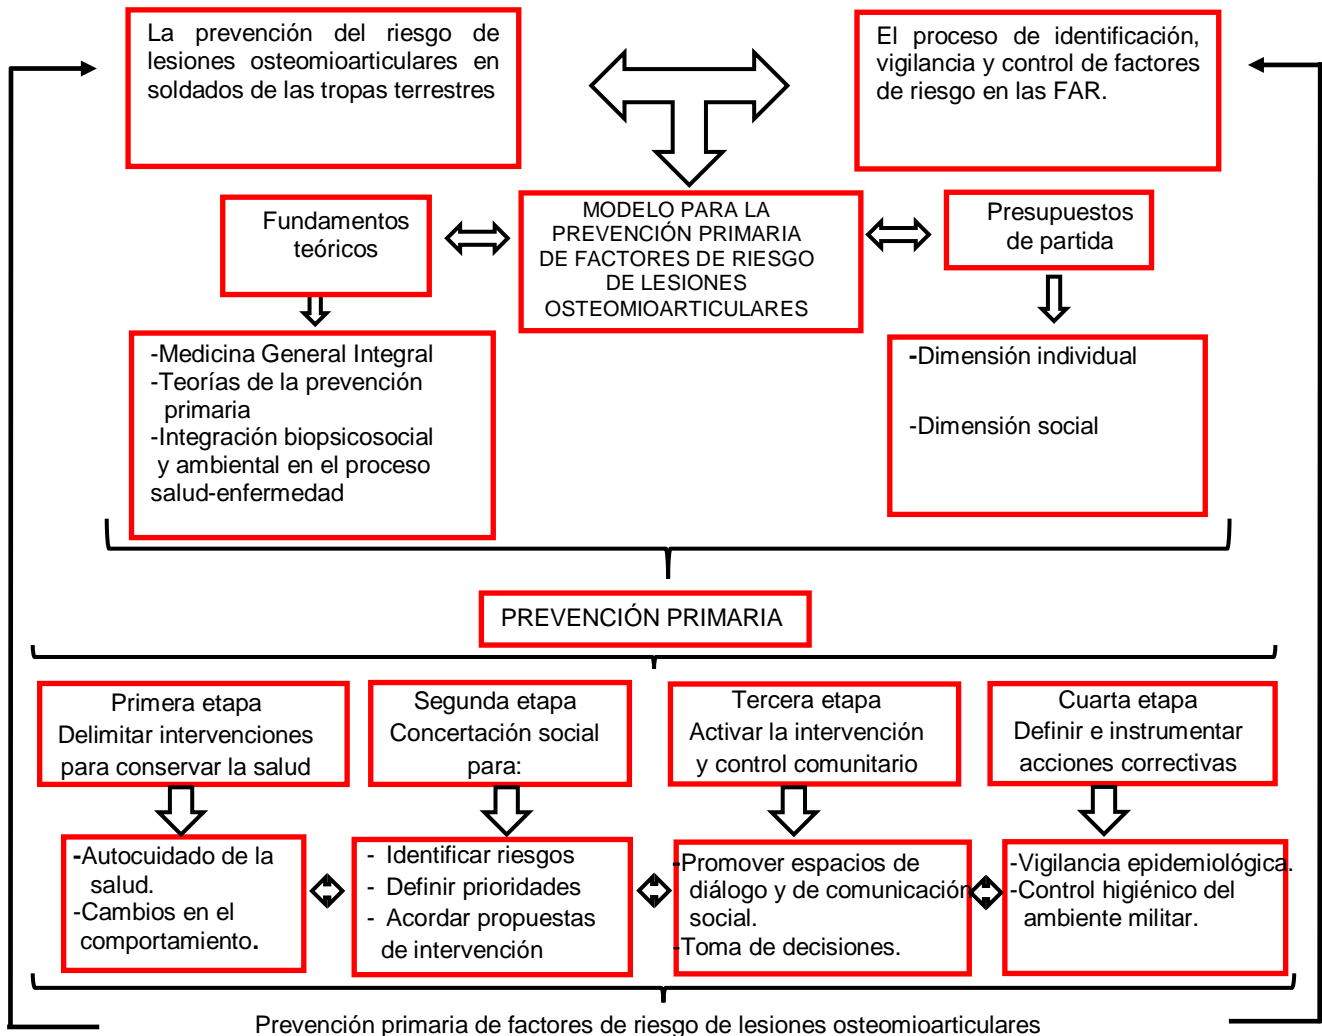 La prevención del riesgo de
lesiones osteomioarticulares en
soldados de las tropas terrestres
El proceso de identificación,
vigilancia y control de factores
de riesgo en las FAR.
Fundamentos
teóricos
MODELO PARA LA
PREVENCIÓN PRIMARIA
DE FACTORES DE RIESGO
DE LESIONES
OSTEOMIOARTICULARES
Presupuestos
de partida
-Medicina General Integral
-Teorías de la prevención
primaria
-Integración biopsicosocial
y ambiental en el proceso
salud-enfermedad
-Dimensión individual
-Dimensión social
PREVENCIÓN PRIMARIA
Primera etapa
Delimitar intervenciones
para conservar la salud
Segunda etapa
Concertación social
para:
Tercera etapa
Activar la intervención
y control comunitario
Cuarta etapa
Definir e instrumentar
acciones correctivas
-Autocuidado de la
salud.
-Cambios en el
comportamiento.
- Identificar riesgos
- Definir prioridades
- Acordar propuestas
de intervención
-Promover espacios de
diálogo y de comunicación
social.
-Toma de decisiones.
-Vigilancia epidemiológica.
-Control higiénico del
ambiente militar.
Prevención primaria de factores de riesgo de lesiones osteomioarticulares